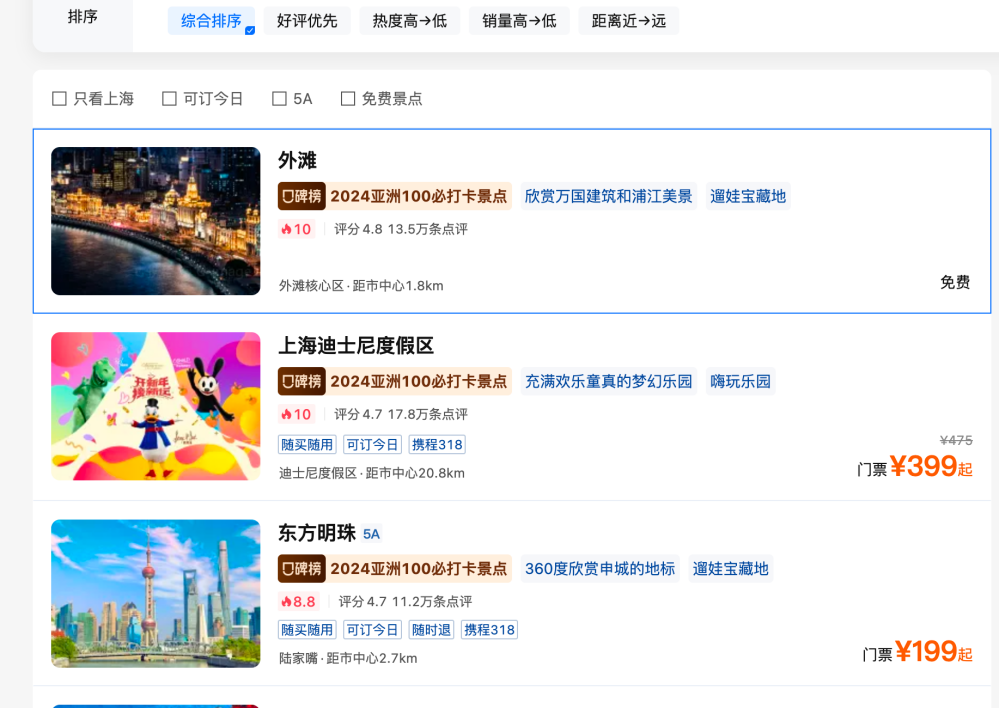 排序
综合排序 好评优先 热度高→低 销量高→低 距离近→远
只看上海 可订今日 5A 免费景点
外滩
口碑榜 2024亚洲100必打卡景点 欣赏万国建筑和浦江美景 遛娃宝藏地
10 评分 4.8 13.5万条点评
外滩核心区 · 距市中心1.8km
免费
上海迪士尼度假区
口碑榜 2024亚洲100必打卡景点 充满欢乐童真的梦幻乐园 嗨玩乐园
10 评分 4.7 17.8万条点评
开新年
随买随用 可订今日 携程318
¥475
迪士尼度假区 · 距市中心20.8km
门票¥399起
东方明珠 5A
口碑榜 2024亚洲100必打卡景点 360度欣赏申城的地标 遛娃宝藏地
8.8 评分 4.7 11.2万条点评
随买随用 可订今日 随时退 携程318
陆家嘴 · 距市中心2.7km
门票¥199起